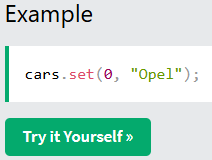 Example
cars.set(0, "Opel");
Try it Yourself »